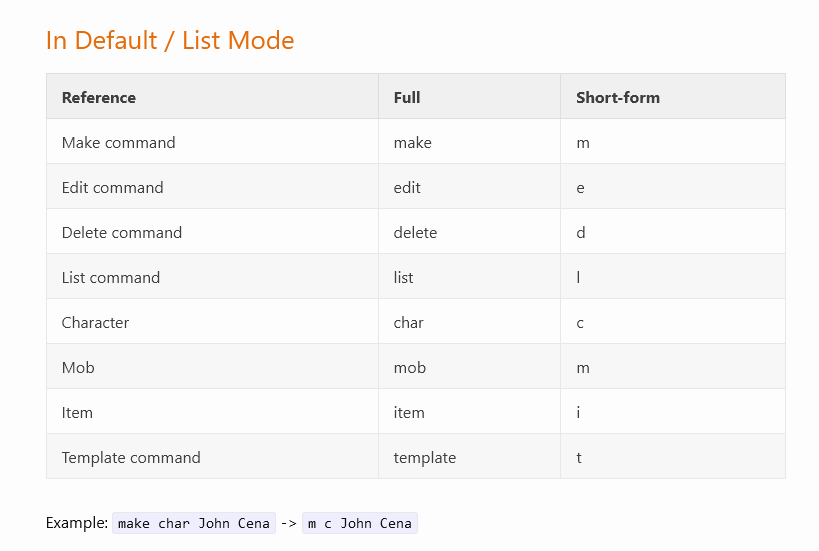 In Default / List Mode
Reference Full Short-form
Make command make m
Edit command edit e
Delete command delete d
List command list l
Character char c
Mob mob m
Item item i
Template command template t
Example: make char John Cena -> m c John Cena